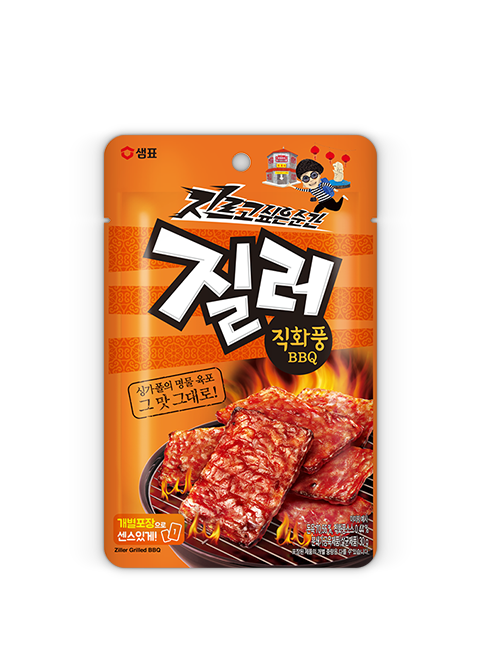 샘표
지르고 싶은 순간
질러
직화풍
BBQ
싱가폴의 명물 육포
그 맛 그대로!
개별포장으로
센스있게!
Ziller Grilled BBQ